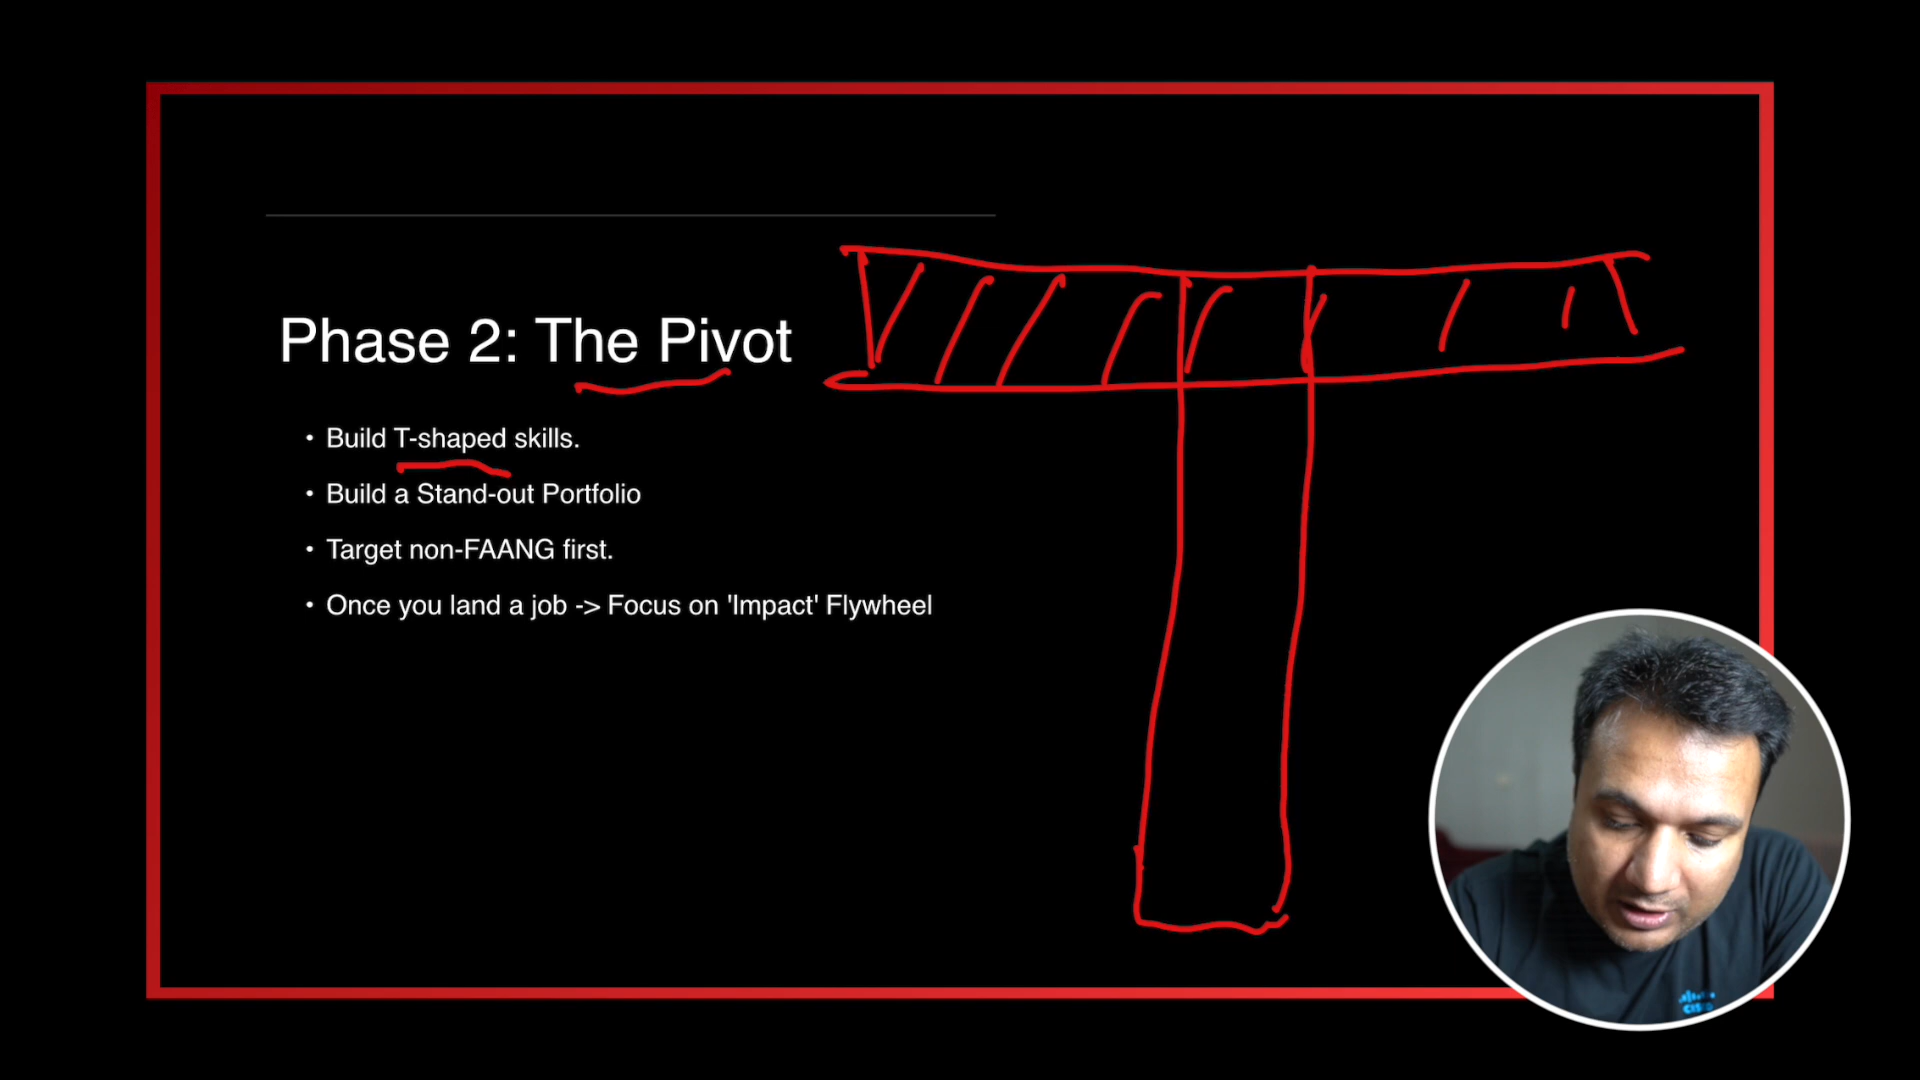 Phase 2: The Pivot
• Build T-shaped skills.
• Build a Stand-out Portfolio
• Target non-FAANG first.
• Once you land a job -> Focus on 'Impact' Flywheel